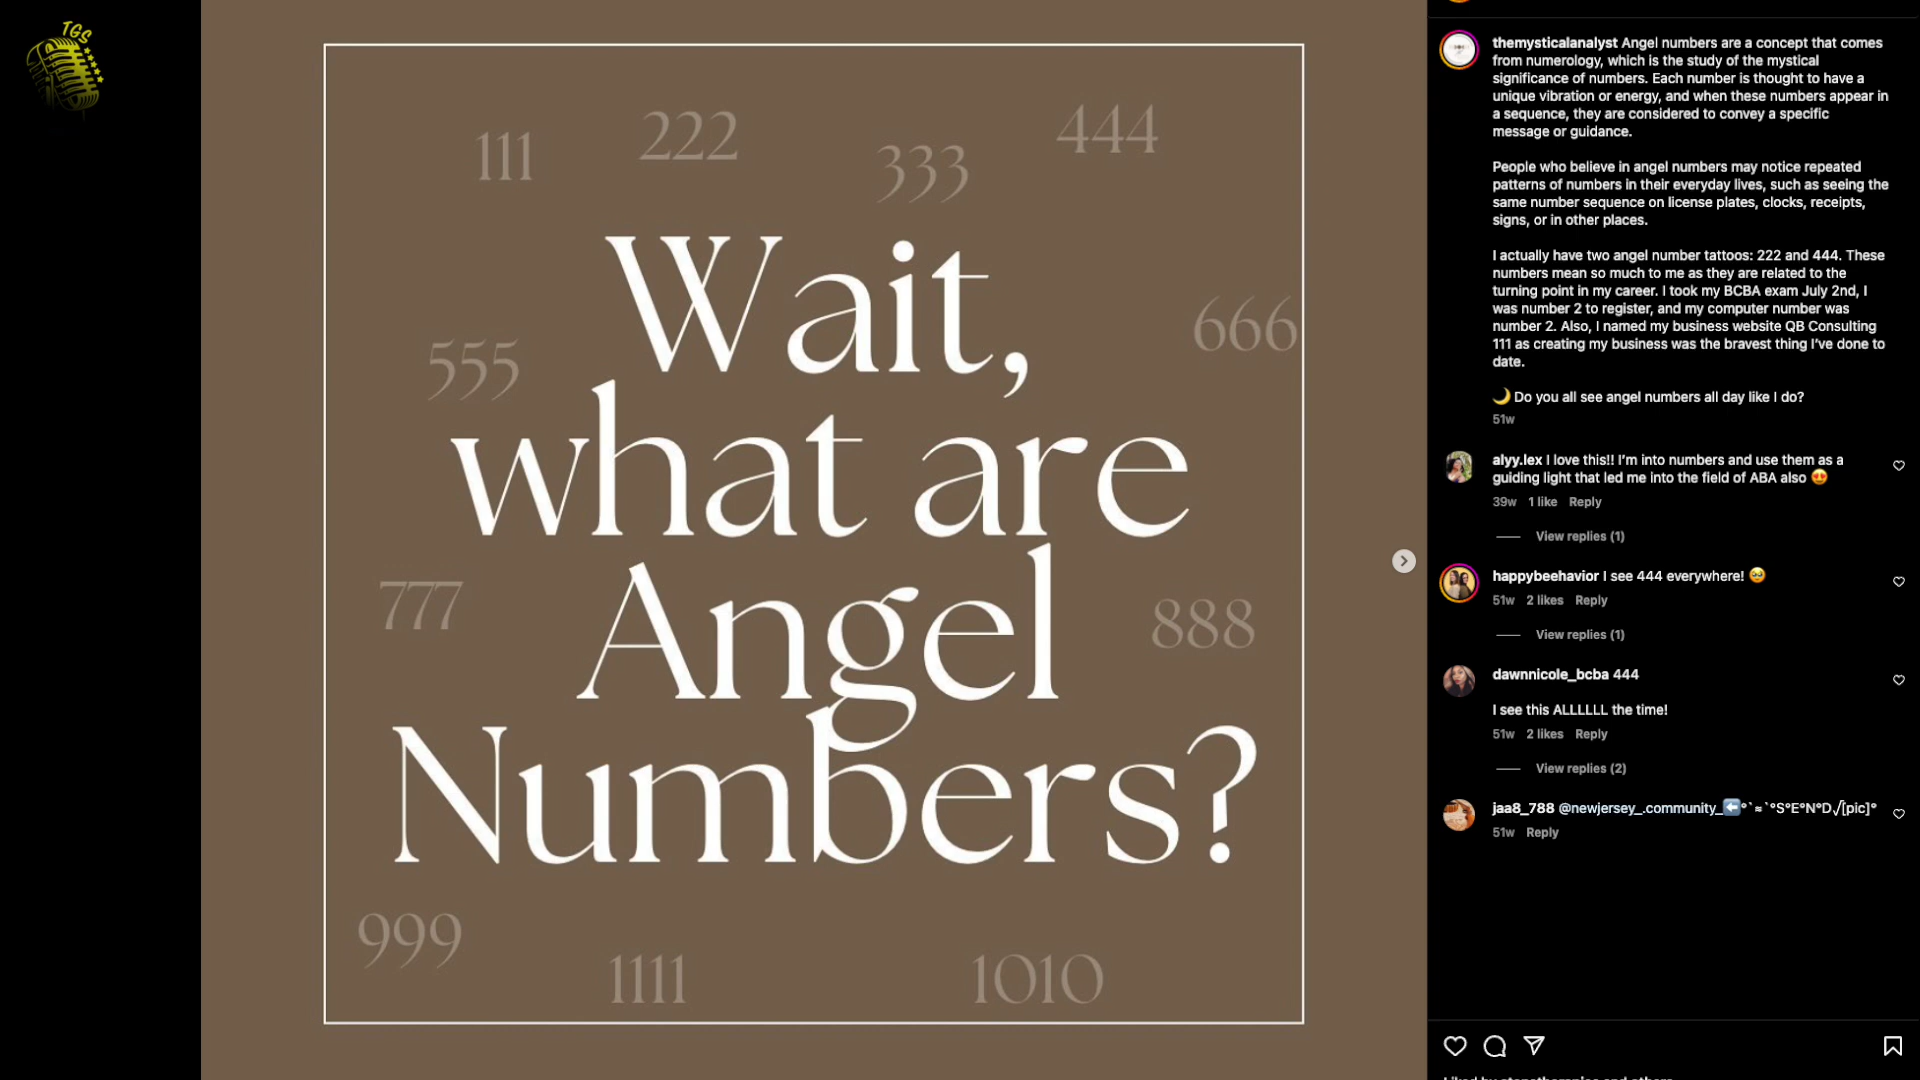 TGS
111
222
333
444
Wait,
555
666
what are
Angel
777
888
Numbers?
999
1111
1010
themysticalanalyst Angel numbers are a concept that comes
from numerology, which is the study of the mystical
significance of numbers. Each number is thought to have a
unique vibration or energy, and when these numbers appear in
a sequence, they are considered to convey a specific
message or guidance.
People who believe in angel numbers may notice repeated
patterns of numbers in their everyday lives, such as seeing the
same number sequence on license plates, clocks, receipts,
signs, or in other places.
I actually have two angel number tattoos: 222 and 444. These
numbers mean so much to me as they are related to the
turning point in my career. I took my BCBA exam July 2nd, I
was number 2 to register, and my computer number was
number 2. Also, I named my business website QB Consulting
111 as creating my business was the bravest thing I’ve done to
date.
🌙 Do you all see angel numbers all day like I do?
51w
alyy.lex I love this!! I’m into numbers and use them as a
guiding light that led me into the field of ABA also 😍
39w 1 like Reply
View replies (1)
happybeehavior I see 444 everywhere! 🥹
51w 2 likes Reply
View replies (1)
dawnnicole_bcba 444
I see this ALLLLLL the time!
51w 2 likes Reply
View replies (2)
jaa8_788 @newjersey_.community_⬅️°`≈`°S°E°N°D√[pic]°
51w Reply